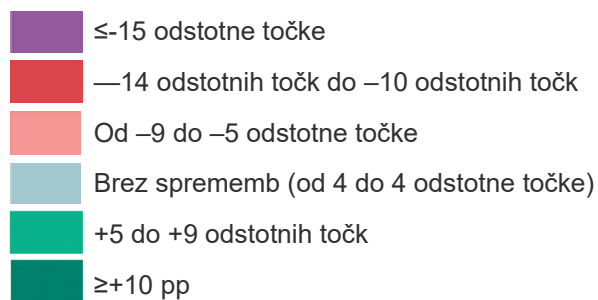 ≤-15 odstotne točke
—14 odstotnih točk do –10 odstotnih točk
Od –9 do –5 odstotne točke
Brez sprememb (od 4 do 4 odstotne točke)
+5 do +9 odstotnih točk
≥+10 pp